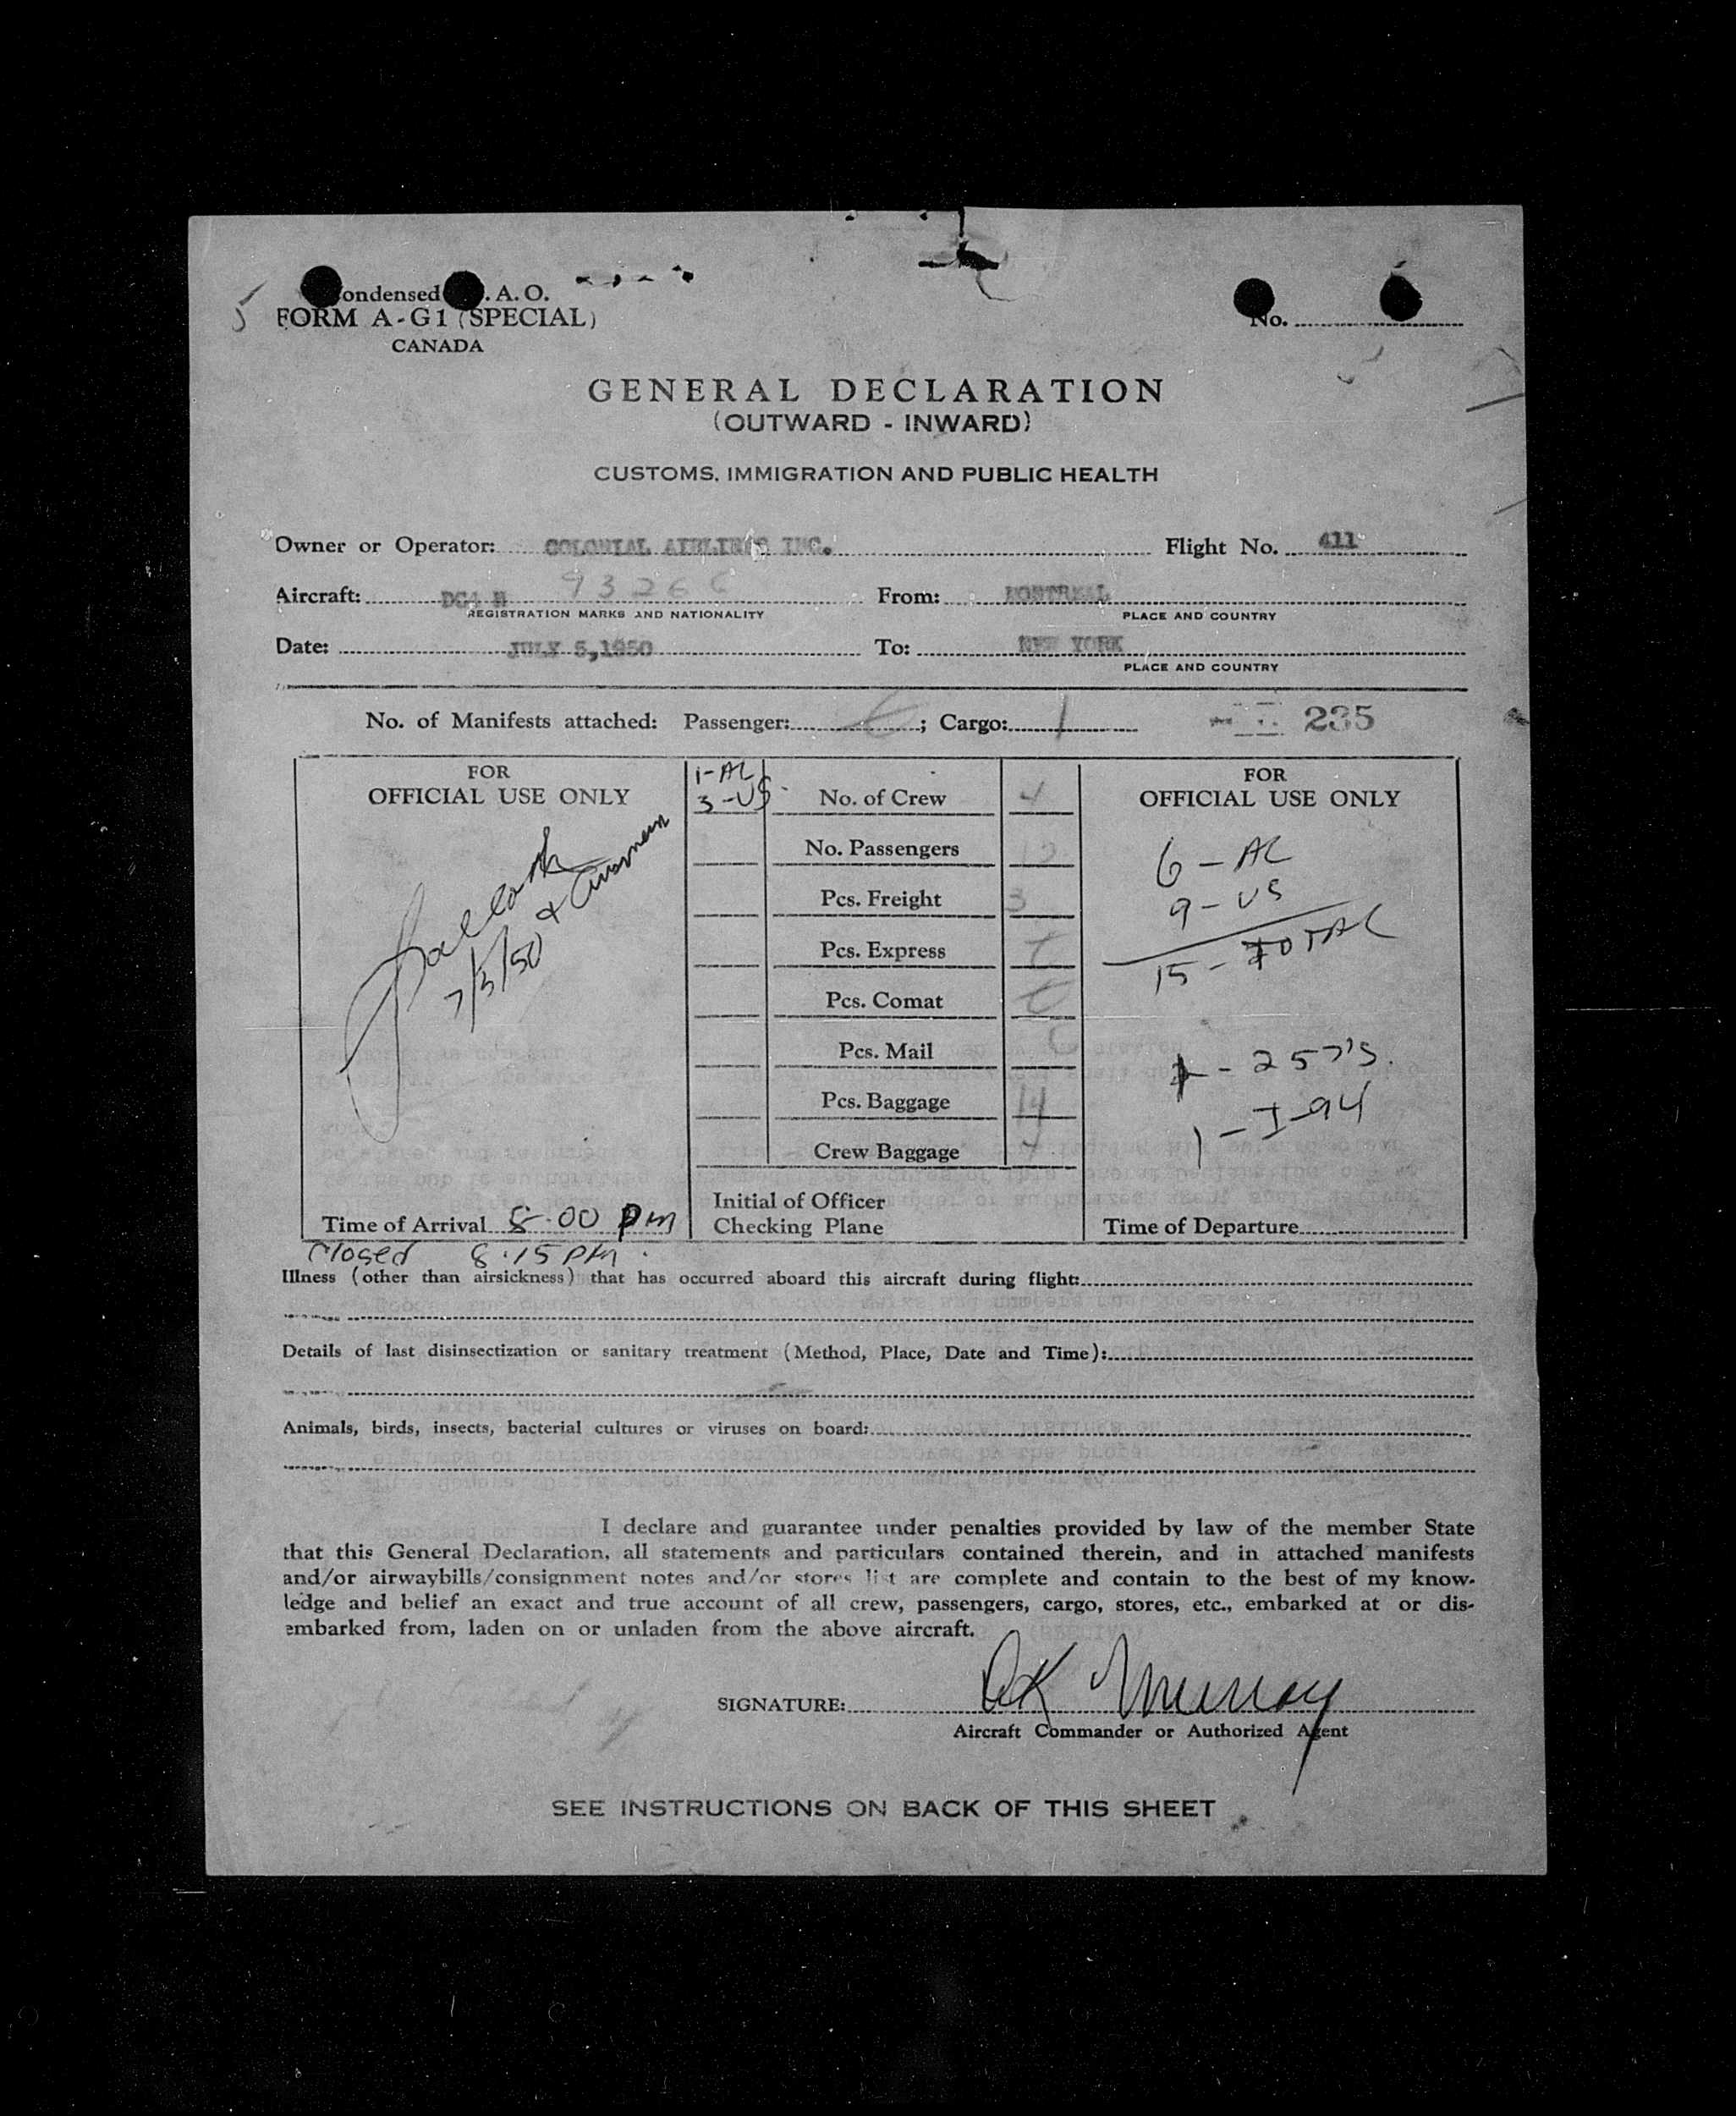 ondensed .A.O.
FORM A-G1 (SPECIAL)
CANADA
No.
GENERAL DECLARATION
(OUTWARD - INWARD)
CUSTOMS, IMMIGRATION AND PUBLIC HEALTH
Owner or Operator: COLONIAL AIRLINES INC. Flight No. 411
Aircraft: DC4 N 93266 From: MONTREAL
REGISTRATION MARKS AND NATIONALITY PLACE AND COUNTRY
Date: JULY 5,1950 To: NEW YORK
PLACE AND COUNTRY
No. of Manifests attached: Passenger: ; Cargo: 1 235
FOR OFFICIAL USE ONLY
7/5/50
Time of Arrival 8:00 pm
Closed 8:15 pm.
1-AL
3-US
No. of Crew 4
No. Passengers
Pcs. Freight 3
Pcs. Express
Pcs. Comat
Pcs. Mail
Pcs. Baggage 14
Crew Baggage 4
Initial of Officer
Checking Plane
FOR OFFICIAL USE ONLY
6 - AL
9 - US
15 - TOTAL
- 257's.
1 - I-94
Time of Departure
Illness (other than airsickness) that has occurred aboard this aircraft during flight:
Details of last disinsectization or sanitary treatment (Method, Place, Date and Time):
Animals, birds, insects, bacterial cultures or viruses on board:
I declare and guarantee under penalties provided by law of the member State
that this General Declaration, all statements and particulars contained therein, and in attached manifests
and/or airwaybills/consignment notes and/or stores list are complete and contain to the best of my know-
ledge and belief an exact and true account of all crew, passengers, cargo, stores, etc., embarked at or dis-
embarked from, laden on or unladen from the above aircraft.
SIGNATURE: Murray
Aircraft Commander or Authorized Agent
SEE INSTRUCTIONS ON BACK OF THIS SHEET